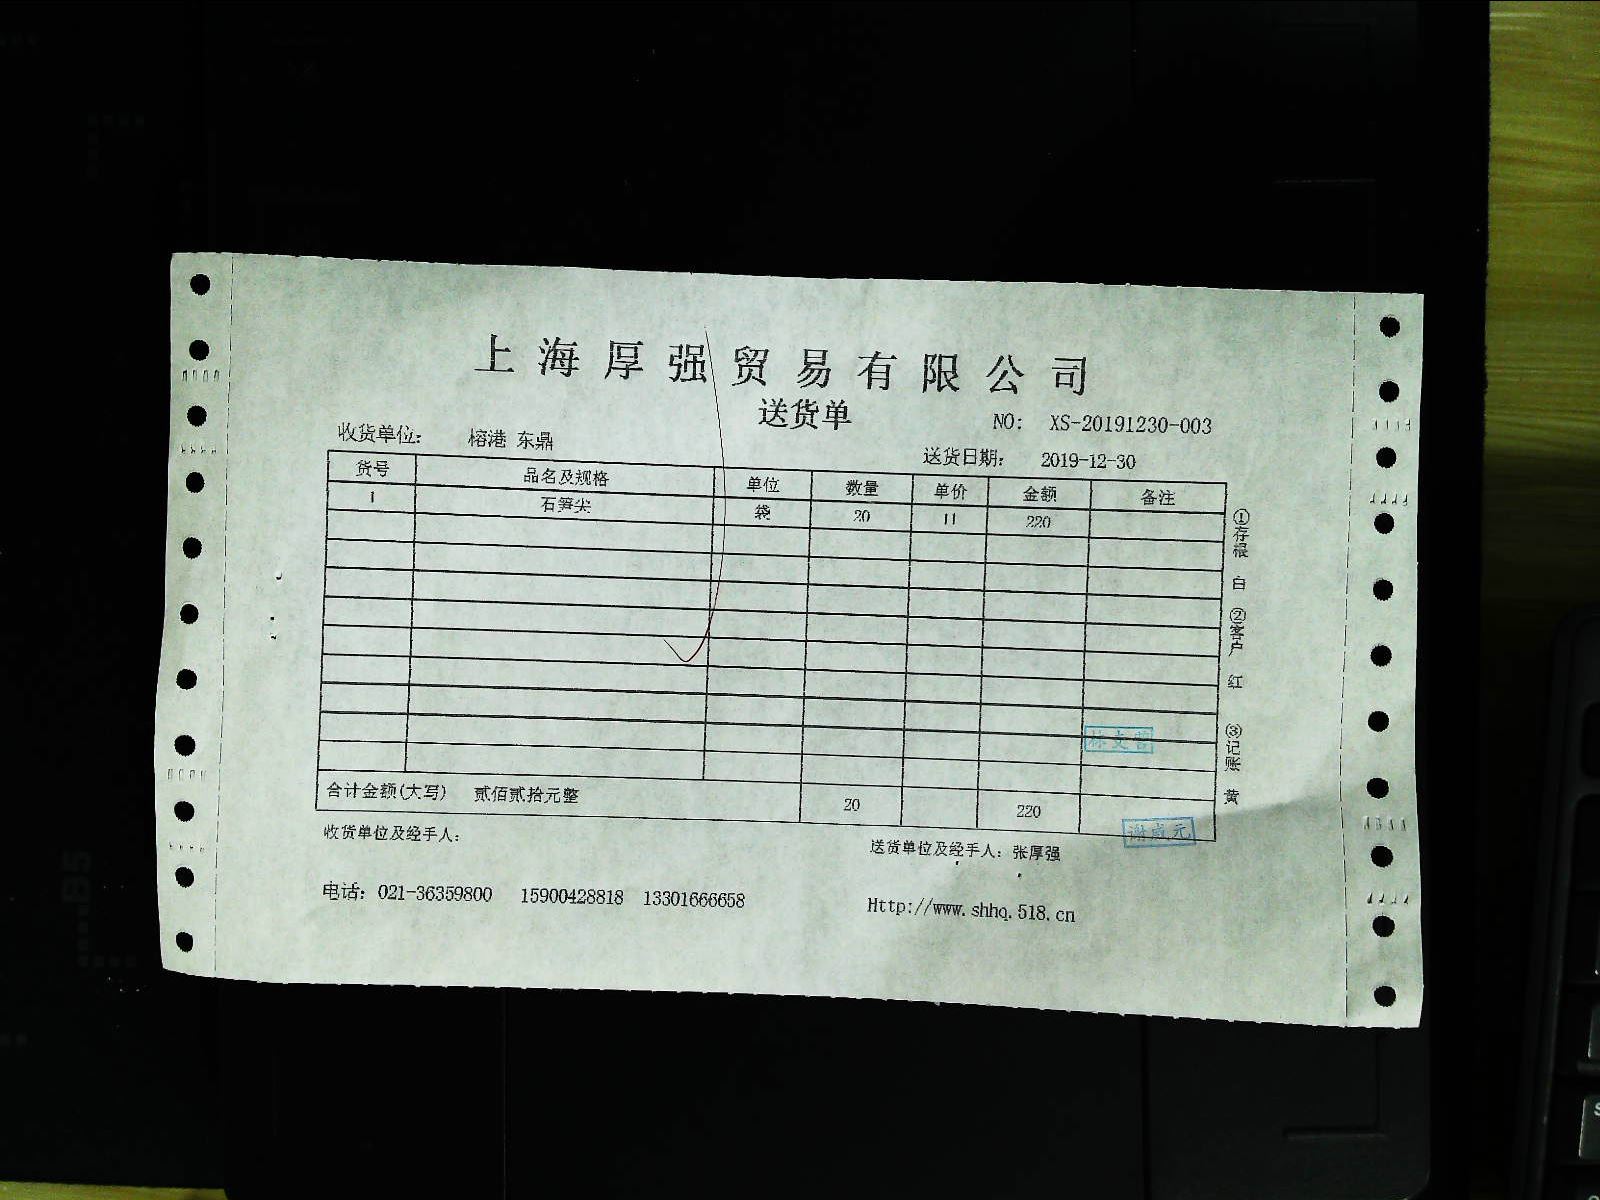 上海厚强贸易有限公司
送货单
NO: XS-20191230-003
收货单位: 榕港 东鼎
送货日期: 2019-12-30
货号 品名及规格 单位 数量 单价 金额 备注
1 石笋尖 袋 20 11 220
合计金额(大写) 贰佰贰拾元整 20 220
收货单位及经手人:
送货单位及经手人: 张厚强
电话: 021-36359800 15900428818 13301666658
Http://www.shhq.518.cn
①存根 白 ②客户 红 ③记账 黄
谢咸元